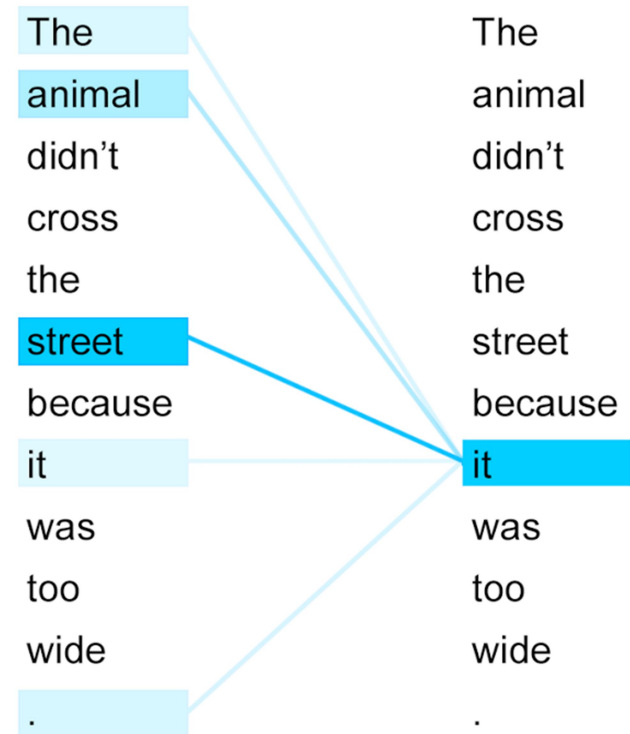 The The
animal animal
didn't didn't
cross cross
the the
street street
because because
it it
was was
too too
wide wide
. .